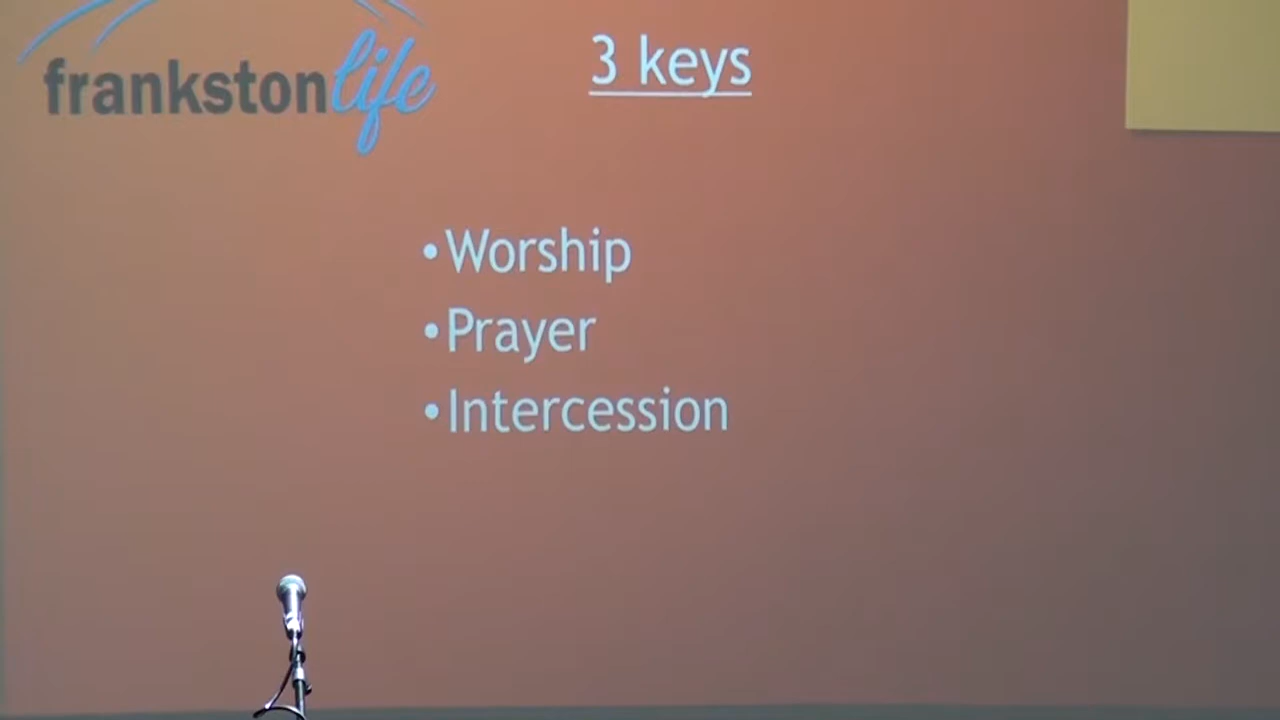 frankstonlife
3 keys
•Worship
•Prayer
•Intercession